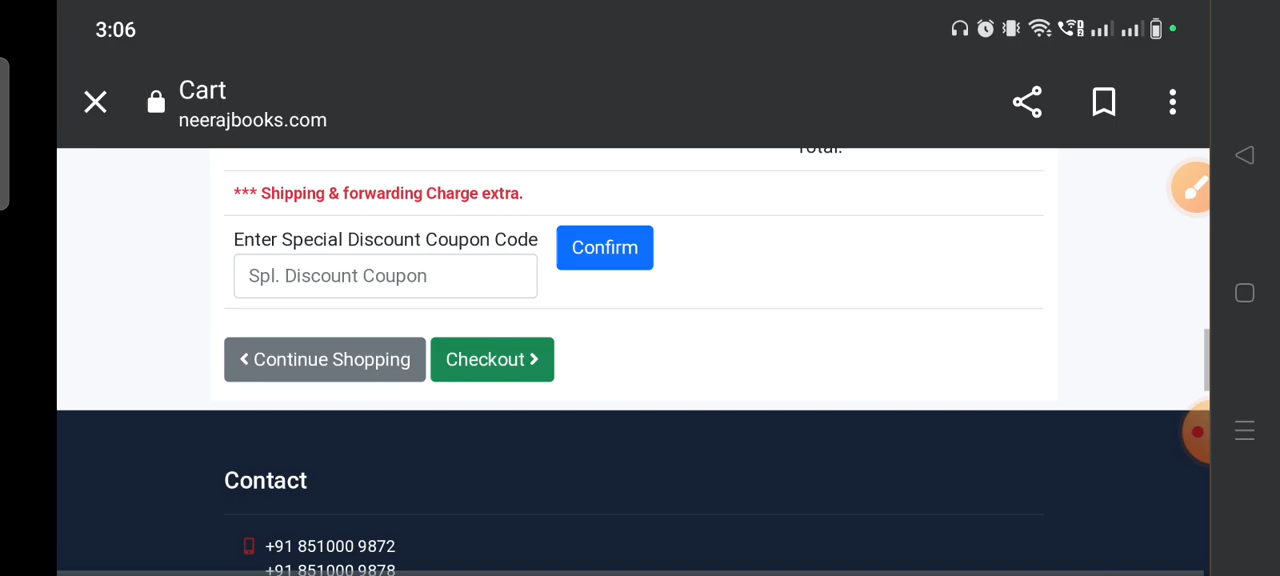 3:06
Cart
neerajbooks.com
Total:
*** Shipping & forwarding Charge extra.
Enter Special Discount Coupon Code
Confirm
Spl. Discount Coupon
Continue Shopping
Checkout
Contact
+91 851000 9872
+91 851000 9878